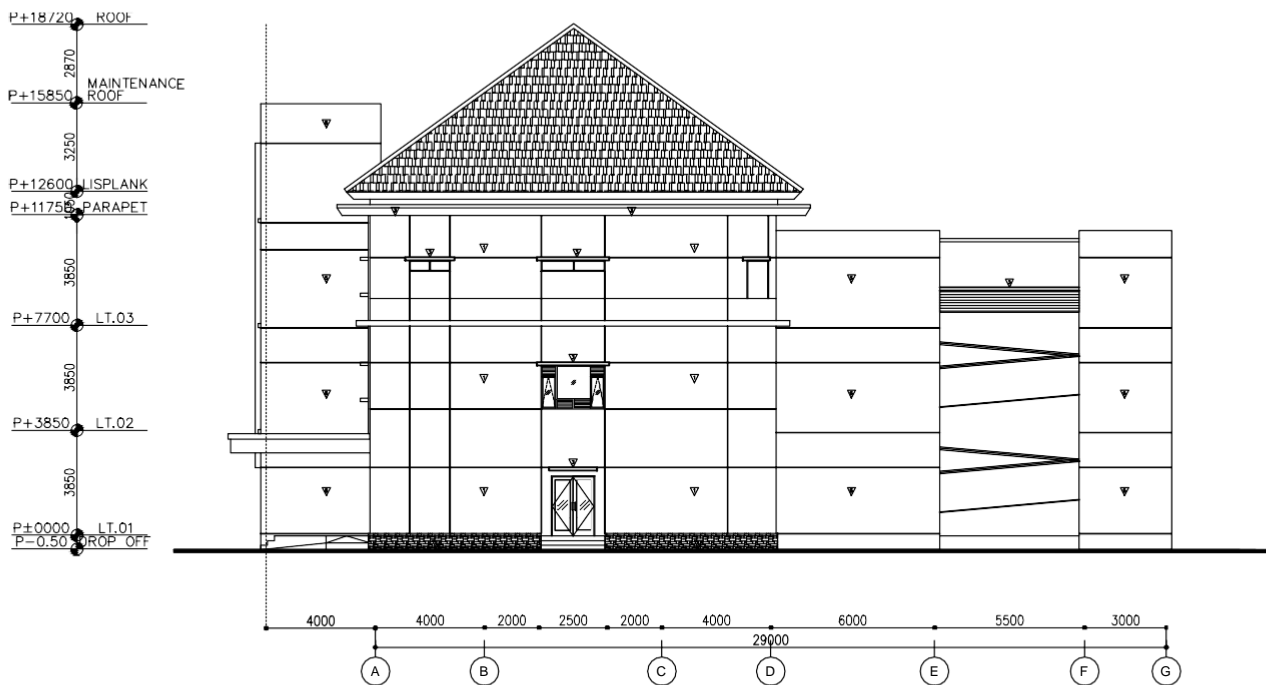 P+18720 ROOF
2870
MAINTENANCE
P+15850 ROOF
3250
P+12600 LISPLANK
P+11750 PARAPET
3850
P+7700 LT.03
3850
P+3850 LT.02
3850
P±0000 LT.01
P-0.50 DROP OFF
4000 4000 2000 2500 2000 4000 6000 5500 3000
29000
A B C D E F G